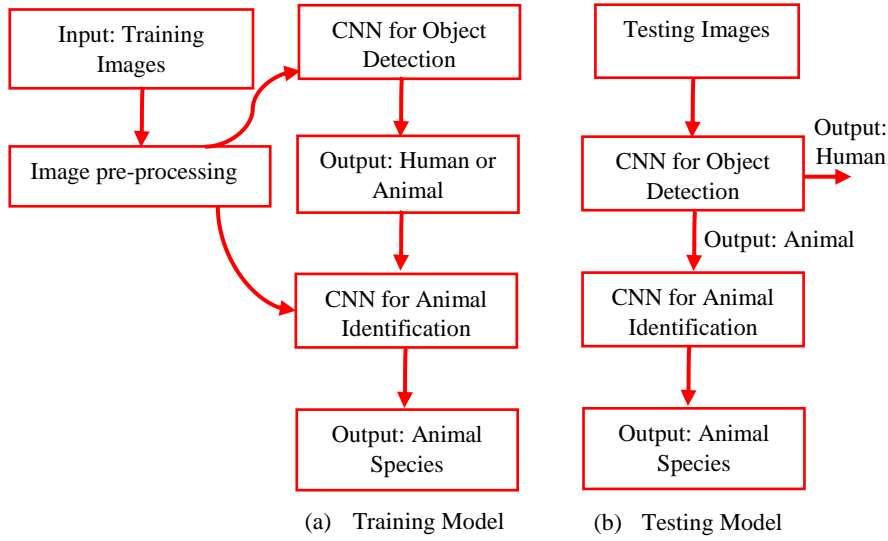 Input: Training
Images
Image pre-processing
CNN for Object
Detection
Output: Human or
Animal
CNN for Animal
Identification
Output: Animal
Species
(a) Training Model
Testing Images
CNN for Object
Detection
Output:
Human
Output: Animal
CNN for Animal
Identification
Output: Animal
Species
(b) Testing Model